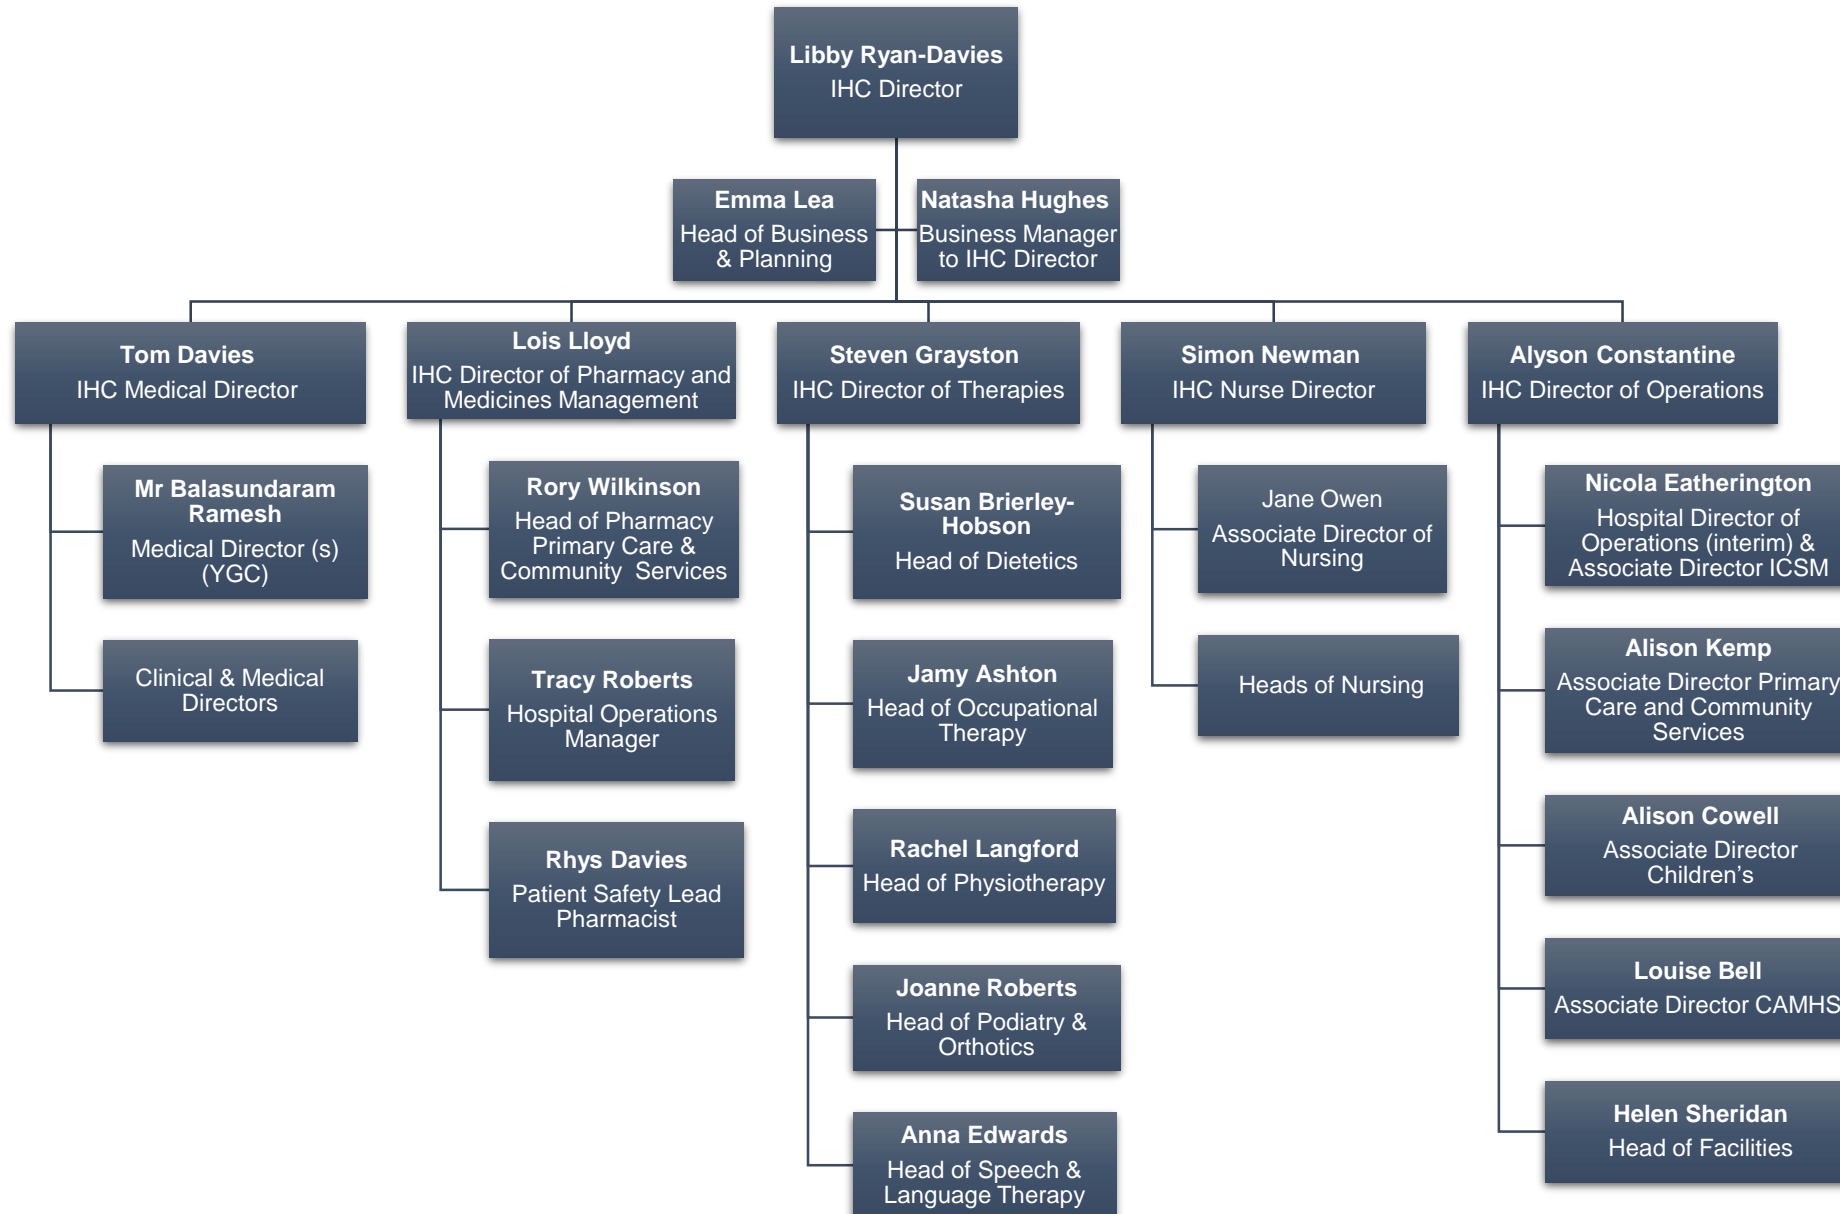 Libby Ryan-Davies
IHC Director
Emma Lea
Head of Business
& Planning
Natasha Hughes
Business Manager
to IHC Director
Tom Davies
IHC Medical Director
Mr Balasundaram
Ramesh
Medical Director (s)
(YGC)
Clinical & Medical
Directors
Lois Lloyd
IHC Director of Pharmacy and
Medicines Management
Rory Wilkinson
Head of Pharmacy
Primary Care &
Community  Services
Tracy Roberts
Hospital Operations
Manager
Rhys Davies
Patient Safety Lead
Pharmacist
Steven Grayston
IHC Director of Therapies
Susan Brierley-
Hobson
Head of Dietetics
Jamy Ashton
Head of Occupational
Therapy
Rachel Langford
Head of Physiotherapy
Joanne Roberts
Head of Podiatry &
Orthotics
Anna Edwards
Head of Speech &
Language Therapy
Simon Newman
IHC Nurse Director
Jane Owen
Associate Director of
Nursing
Heads of Nursing
Alyson Constantine
IHC Director of Operations
Nicola Eatherington
Hospital Director of
Operations (interim) &
Associate Director ICSM
Alison Kemp
Associate Director Primary
Care and Community
Services
Alison Cowell
Associate Director
Children’s
Louise Bell
Associate Director CAMHS
Helen Sheridan
Head of Facilities